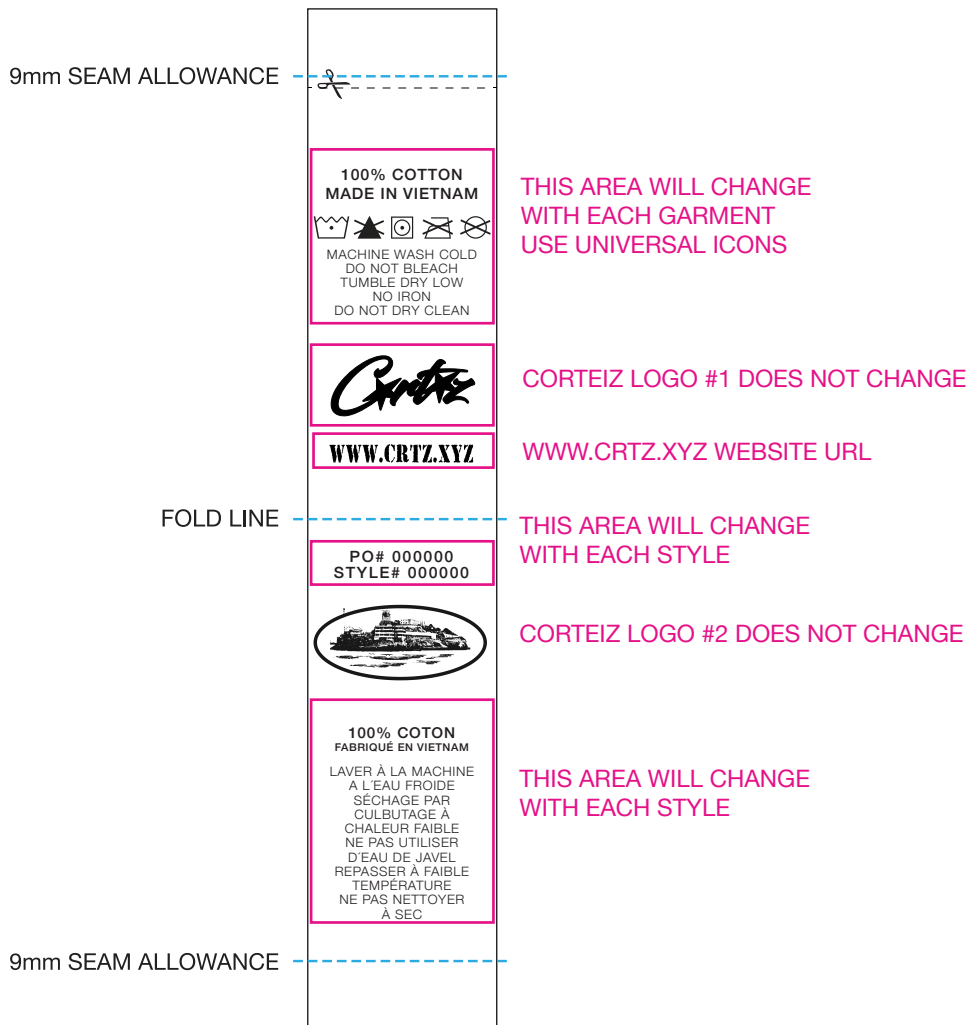 9mm SEAM ALLOWANCE
100% COTTON
MADE IN VIETNAM
MACHINE WASH COLD
DO NOT BLEACH
TUMBLE DRY LOW
NO IRON
DO NOT DRY CLEAN
THIS AREA WILL CHANGE
WITH EACH GARMENT
USE UNIVERSAL ICONS
Crtz
CORTEIZ LOGO #1 DOES NOT CHANGE
WWW.CRTZ.XYZ
WWW.CRTZ.XYZ WEBSITE URL
FOLD LINE
THIS AREA WILL CHANGE
WITH EACH STYLE
PO# 000000
STYLE# 000000
CORTEIZ LOGO #2 DOES NOT CHANGE
100% COTON
FABRIQUÉ EN VIETNAM
LAVER À LA MACHINE
A L´EAU FROIDE
SÉCHAGE PAR
CULBUTAGE À
CHALEUR FAIBLE
NE PAS UTILISER
D´EAU DE JAVEL
REPASSER À FAIBLE
TEMPÉRATURE
NE PAS NETTOYER
À SEC
THIS AREA WILL CHANGE
WITH EACH STYLE
9mm SEAM ALLOWANCE